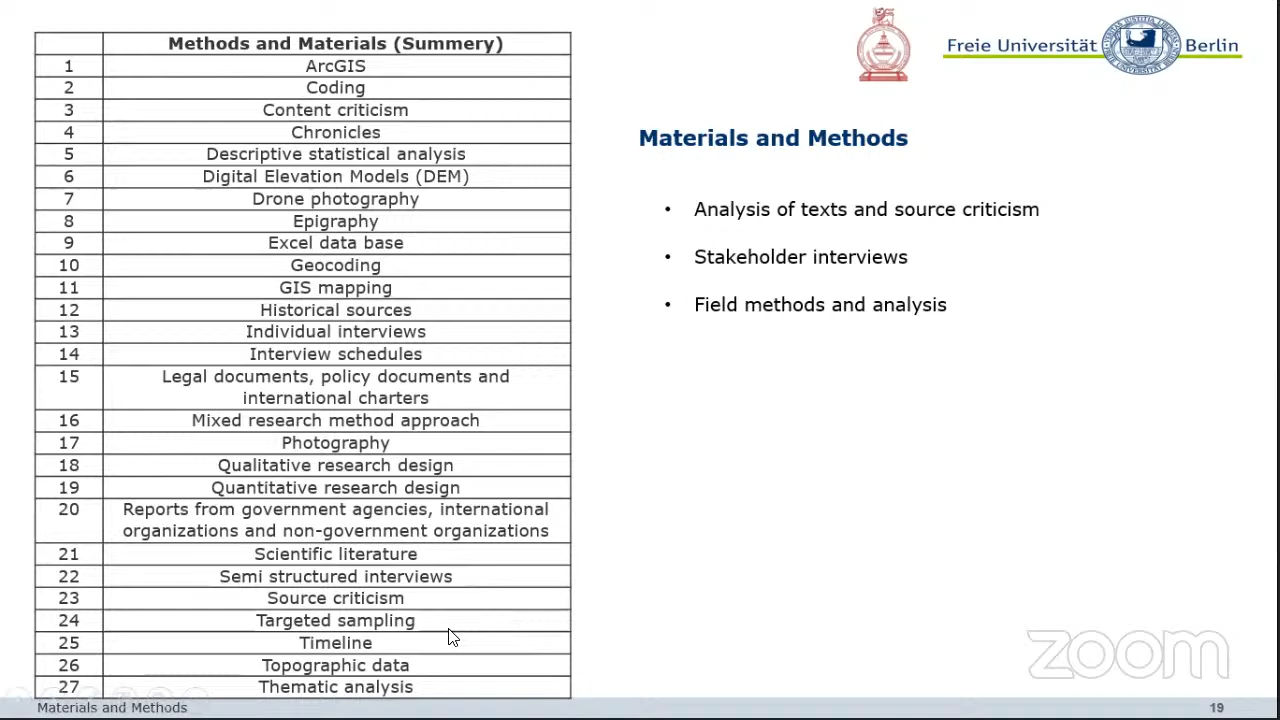 Methods and Materials (Summery)
1 ArcGIS
2 Coding
3 Content criticism
4 Chronicles
5 Descriptive statistical analysis
6 Digital Elevation Models (DEM)
7 Drone photography
8 Epigraphy
9 Excel data base
10 Geocoding
11 GIS mapping
12 Historical sources
13 Individual interviews
14 Interview schedules
15 Legal documents, policy documents and
international charters
16 Mixed research method approach
17 Photography
18 Qualitative research design
19 Quantitative research design
20 Reports from government agencies, international
organizations and non-government organizations
21 Scientific literature
22 Semi structured interviews
23 Source criticism
24 Targeted sampling
25 Timeline
26 Topographic data
27 Thematic analysis
Freie Universität Berlin
Materials and Methods
• Analysis of texts and source criticism
• Stakeholder interviews
• Field methods and analysis
zoom
Materials and Methods 19